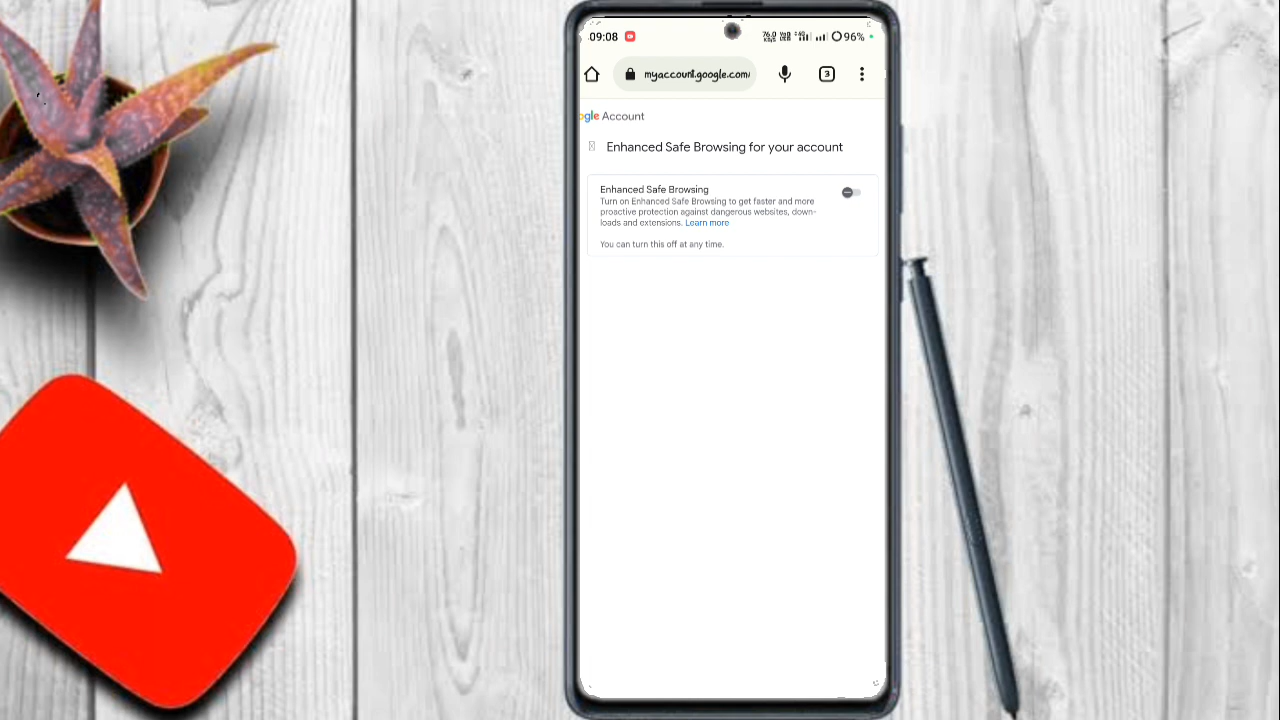 09:08 96%
myaccount.google.com/ 3
ogle Account
Enhanced Safe Browsing for your account
Enhanced Safe Browsing
Turn on Enhanced Safe Browsing to get faster and more
proactive protection against dangerous websites, down-
loads and extensions. Learn more
You can turn this off at any time.